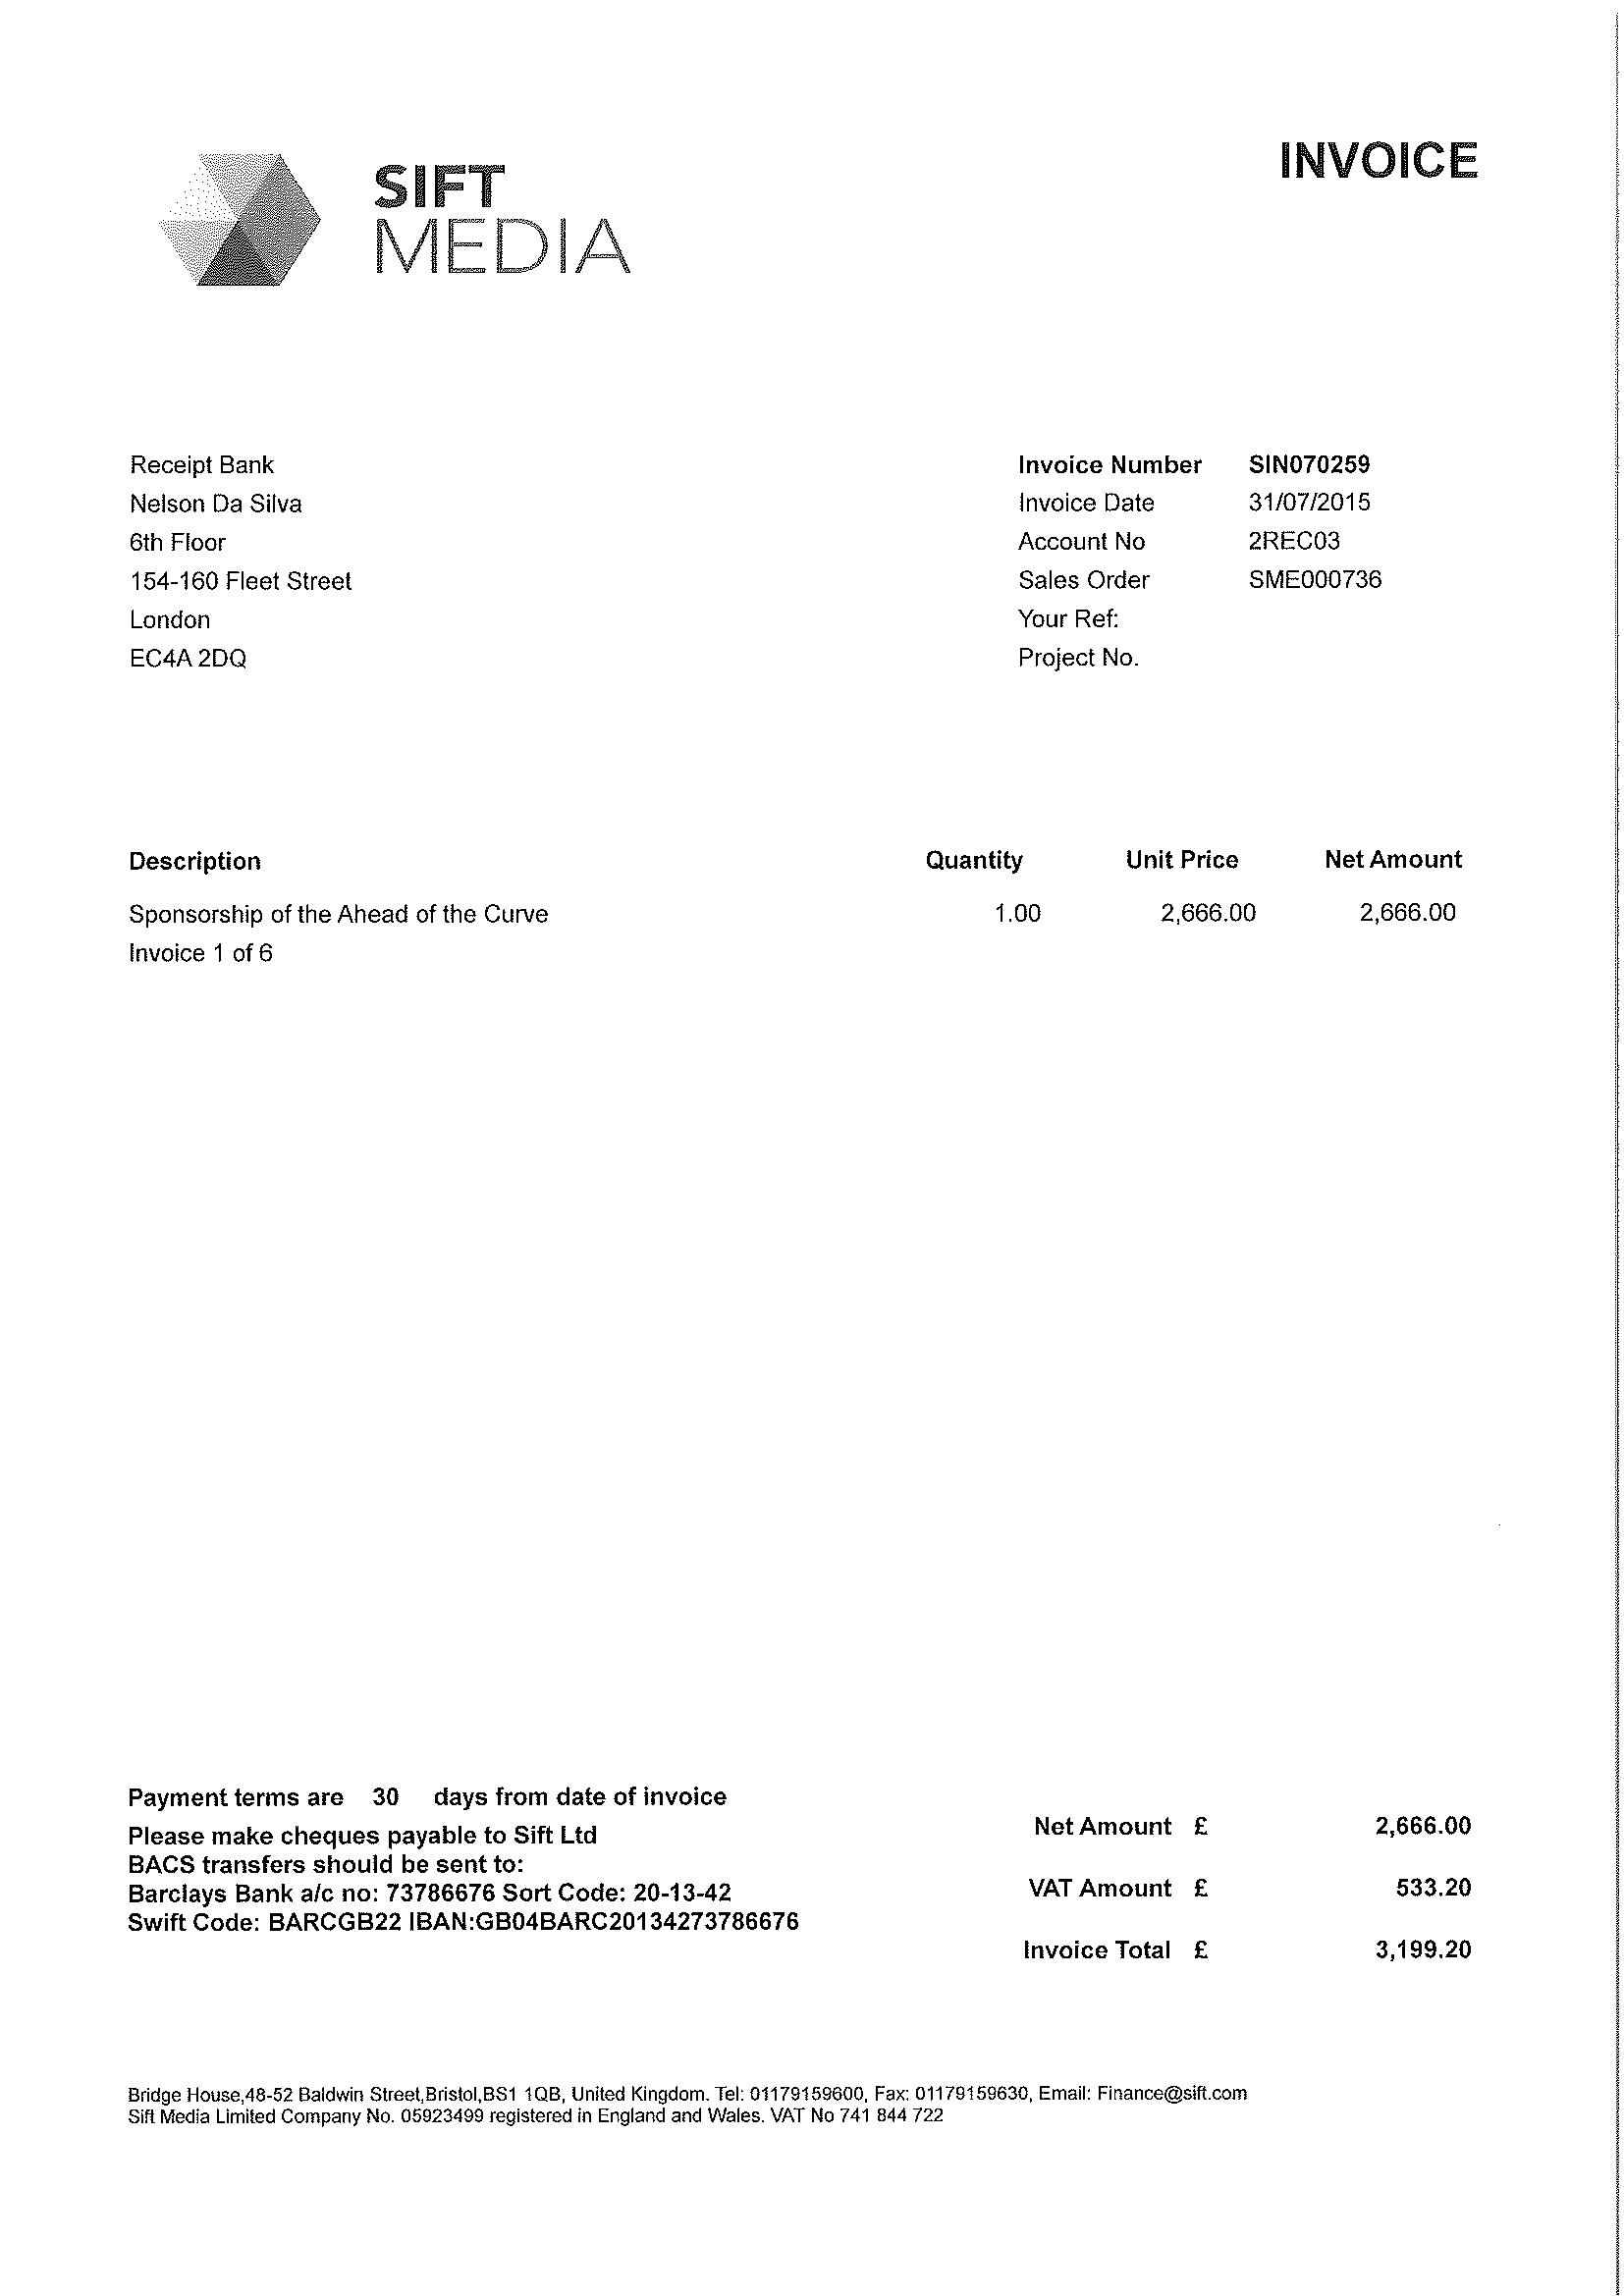 INVOICE
SIFT
MEDIA
Receipt Bank
Nelson Da Silva
6th Floor
154-160 Fleet Street
London
EC4A 2DQ
Invoice Number SIN070259
Invoice Date 31/07/2015
Account No 2REC03
Sales Order SME000736
Your Ref:
Project No.
Description Quantity Unit Price Net Amount
Sponsorship of the Ahead of the Curve 1.00 2,666.00 2,666.00
Invoice 1 of 6
Payment terms are 30 days from date of invoice
Please make cheques payable to Sift Ltd
BACS transfers should be sent to:
Barclays Bank a/c no: 73786676 Sort Code: 20-13-42
Swift Code: BARCGB22 IBAN:GB04BARC20134273786676
Net Amount £ 2,666.00
VAT Amount £ 533.20
Invoice Total £ 3,199.20
Bridge House,48-52 Baldwin Street,Bristol,BS1 1QB, United Kingdom. Tel: 01179159600, Fax: 01179159630, Email: Finance@sift.com
Sift Media Limited Company No. 05923499 registered in England and Wales. VAT No 741 844 722